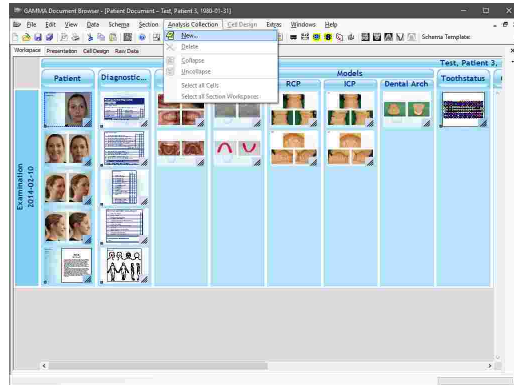 GAMMA Document Browser - [Patient Document - Test, Patient 3, 1980-01-31]
File Edit View Data Schema Section Analysis Collection Cell Design Extras Windows Help
Schema Template:
Workspace Presentation Cell Design Raw Data
New...
Delete
Collapse
Uncollapse
Select all Cells
Select all Section Workspaces
Test, Patient 3,
Models
Patient Diagnostic... RCP ICP Dental Arch Toothstatus
Examination
2014-02-10